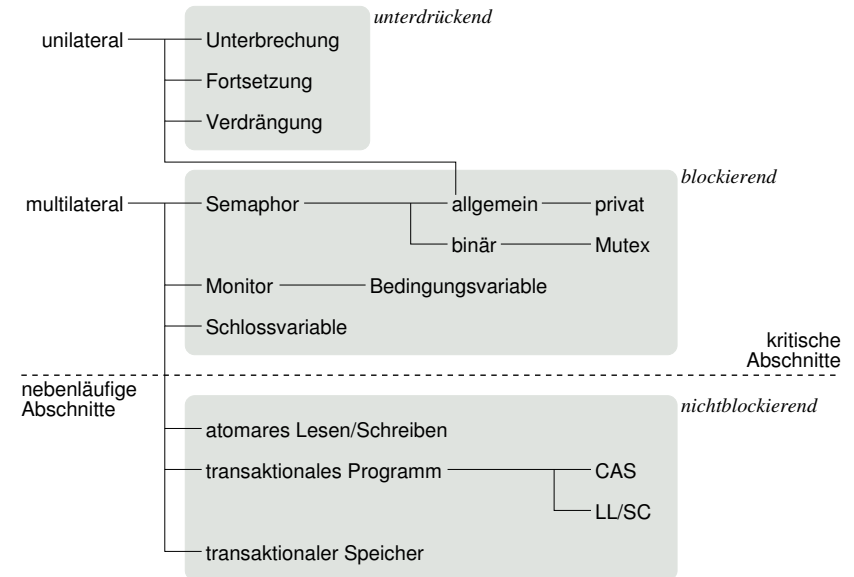 unterdrückend
unilateral Unterbrechung
Fortsetzung
Verdrängung
blockierend
multilateral Semaphor allgemein privat
binär Mutex
Monitor Bedingungsvariable
Schlossvariable
kritische
Abschnitte
nebenläufige
Abschnitte
nichtblockierend
atomares Lesen/Schreiben
transaktionales Programm CAS
LL/SC
transaktionaler Speicher